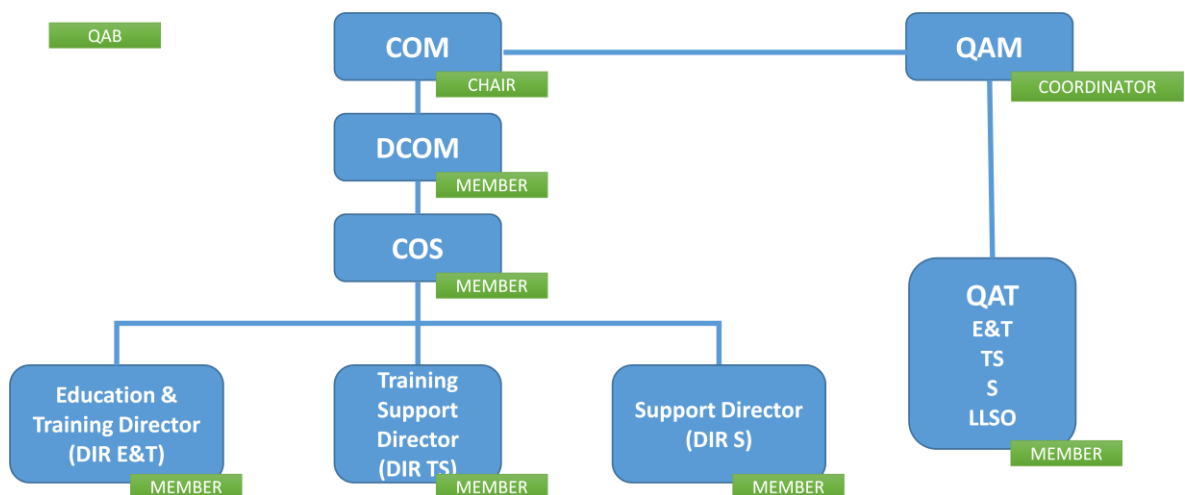 QAB
COM
CHAIR
QAM
COORDINATOR
DCOM
MEMBER
COS
MEMBER
QAT
E&T
TS
S
LLSO
MEMBER
Education &
Training Director
(DIR E&T)
MEMBER
Training
Support
Director
(DIR TS)
MEMBER
Support Director
(DIR S)
MEMBER